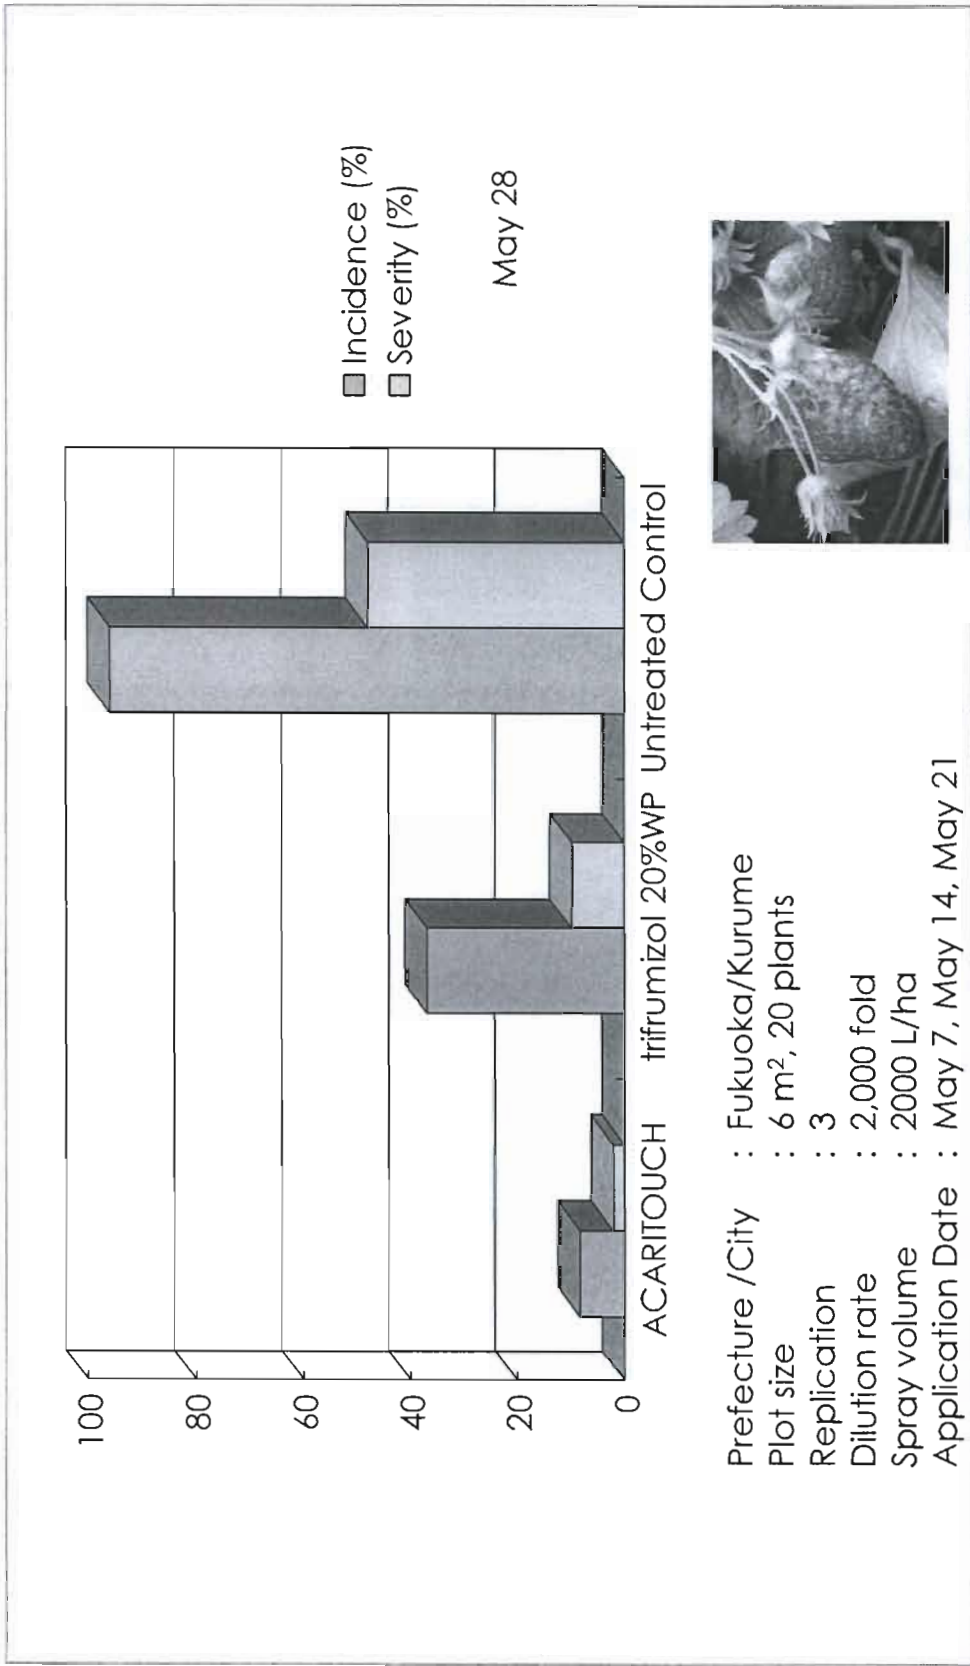 100
80
60
40
20
0
ACARITOUCH
trifrumizol 20%WP
Untreated Control
Incidence (%)
Severity (%)
May 28
Prefecture /City : Fukuoka/Kurume
Plot size : 6 m², 20 plants
Replication : 3
Dilution rate : 2,000 fold
Spray volume : 2000 L/ha
Application Date : May 7, May 14, May 21